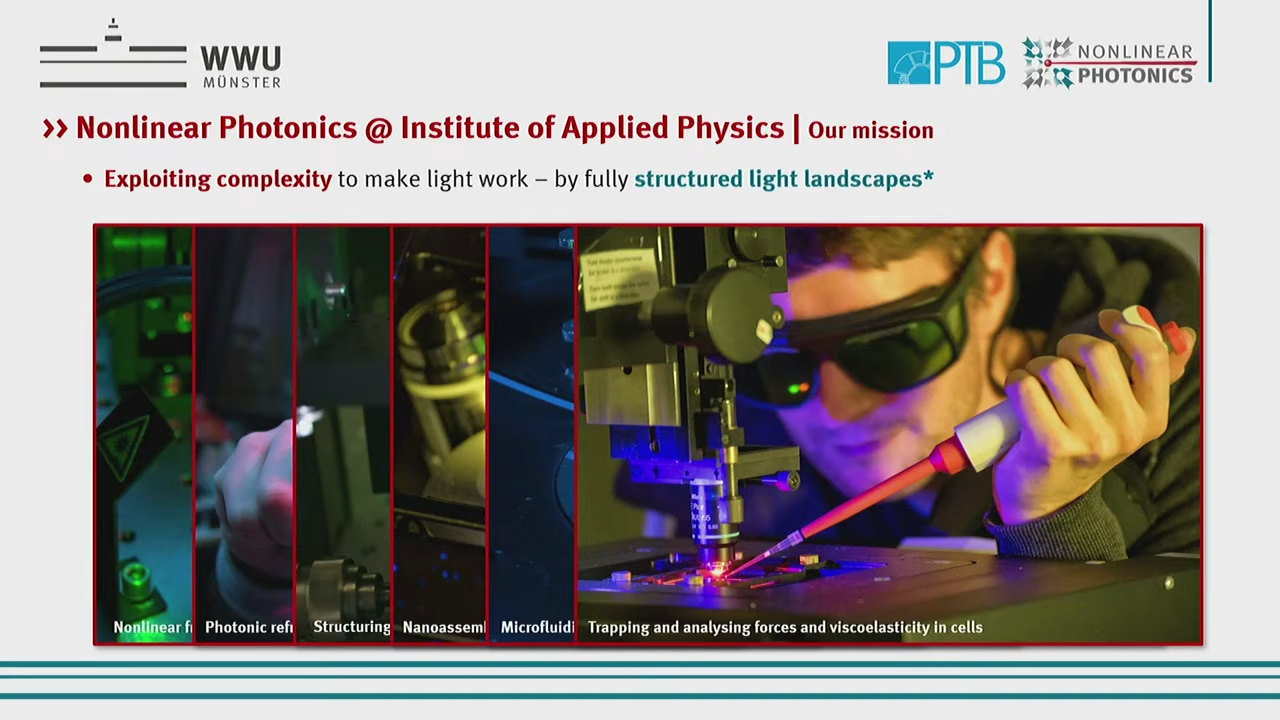 WWU
MÜNSTER
PTB
NONLINEAR
PHOTONICS
>> Nonlinear Photonics @ Institute of Applied Physics | Our mission
• Exploiting complexity to make light work – by fully structured light landscapes*
Nonlinear f
Photonic refr
Structuring
Nanoassem
Microfluidi
Trapping and analysing forces and viscoelasticity in cells